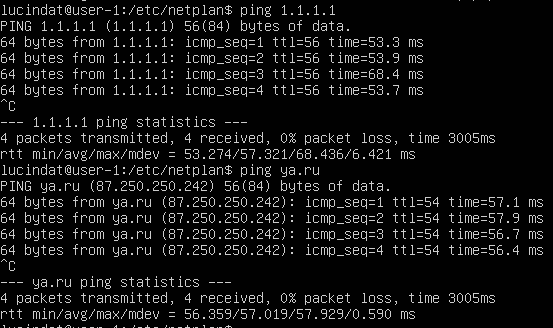 lucindat@user-1:/etc/netplan$ ping 1.1.1.1
PING 1.1.1.1 (1.1.1.1) 56(84) bytes of data.
64 bytes from 1.1.1.1: icmp_seq=1 ttl=56 time=53.3 ms
64 bytes from 1.1.1.1: icmp_seq=2 ttl=56 time=53.9 ms
64 bytes from 1.1.1.1: icmp_seq=3 ttl=56 time=68.4 ms
64 bytes from 1.1.1.1: icmp_seq=4 ttl=56 time=53.7 ms
^C
--- 1.1.1.1 ping statistics ---
4 packets transmitted, 4 received, 0% packet loss, time 3005ms
rtt min/avg/max/mdev = 53.274/57.321/68.436/6.421 ms
lucindat@user-1:/etc/netplan$ ping ya.ru
PING ya.ru (87.250.250.242) 56(84) bytes of data.
64 bytes from ya.ru (87.250.250.242): icmp_seq=1 ttl=54 time=57.1 ms
64 bytes from ya.ru (87.250.250.242): icmp_seq=2 ttl=54 time=57.9 ms
64 bytes from ya.ru (87.250.250.242): icmp_seq=3 ttl=54 time=56.7 ms
64 bytes from ya.ru (87.250.250.242): icmp_seq=4 ttl=54 time=56.4 ms
^C
--- ya.ru ping statistics ---
4 packets transmitted, 4 received, 0% packet loss, time 3005ms
rtt min/avg/max/mdev = 56.359/57.019/57.929/0.590 ms